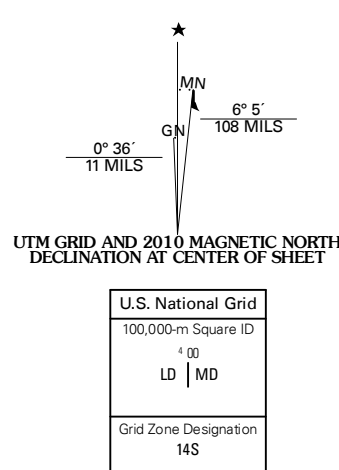 MN
GN
6° 5´
108 MILS
0° 36´
11 MILS
UTM GRID AND 2010 MAGNETIC NORTH
DECLINATION AT CENTER OF SHEET
U.S. National Grid
100,000-m Square ID
4 00
LD MD
Grid Zone Designation
14S